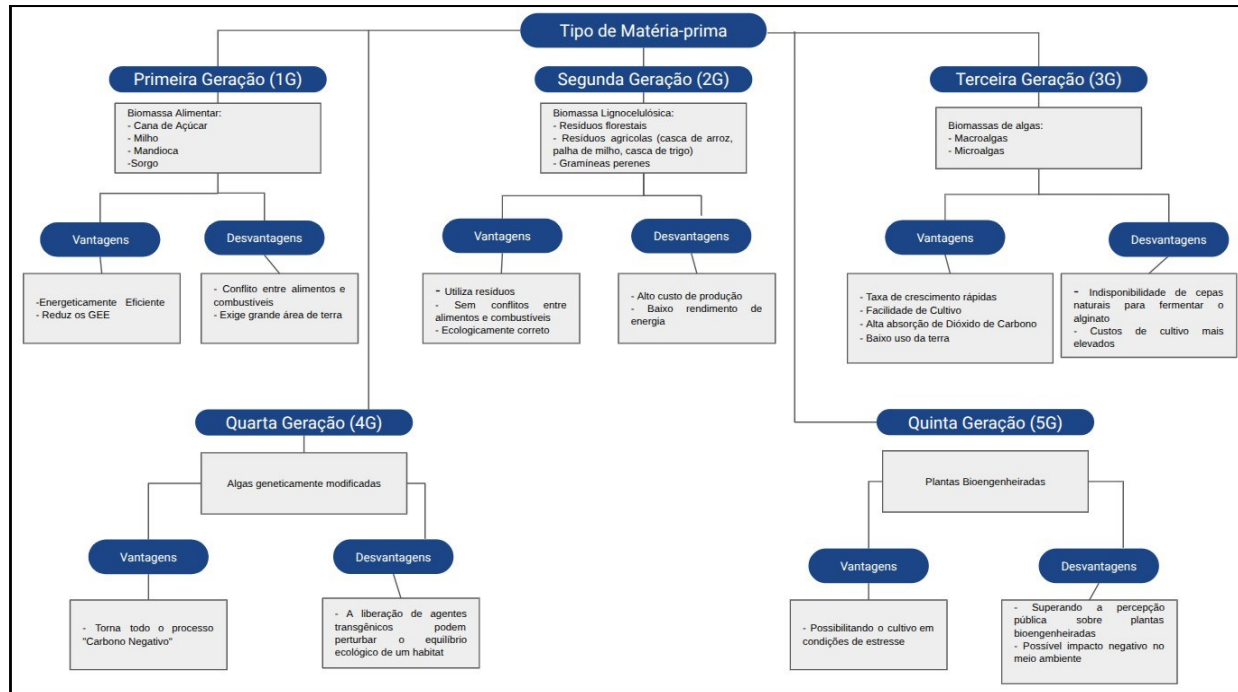 Tipo de Matéria-prima
Primeira Geração (1G)
Biomassa Alimentar:
- Cana de Açúcar
- Milho
- Mandioca
-Sorgo
Vantagens
-Energeticamente Eficiente
- Reduz os GEE
Desvantagens
- Conflito entre alimentos e
combustíveis
- Exige grande área de terra
Segunda Geração (2G)
Biomassa Lignocelulósica:
- Resíduos florestais
- Resíduos agrícolas (casca de arroz,
palha de milho, casca de trigo)
- Gramíneas perenes
Vantagens
- Utiliza resíduos
- Sem conflitos entre
alimentos e combustíveis
- Ecologicamente correto
Desvantagens
- Alto custo de produção
- Baixo rendimento de
energia
Terceira Geração (3G)
Biomassas de algas:
- Macroalgas
- Microalgas
Vantagens
- Taxa de crescimento rápidas
- Facilidade de Cultivo
- Alta absorção de Dióxido de Carbono
- Baixo uso da terra
Desvantagens
- Indisponibilidade de cepas
naturais para fermentar o
alginato
- Custos de cultivo mais
elevados
Quarta Geração (4G)
Algas geneticamente modificadas
Vantagens
- Torna todo o processo
"Carbono Negativo"
Desvantagens
- A liberação de agentes
transgênicos podem
perturbar o equilíbrio
ecológico de um habitat
Quinta Geração (5G)
Plantas Bioengenheiradas
Vantagens
- Possibilitando o cultivo em
condições de estresse
Desvantagens
- Superando a percepção
pública sobre plantas
bioengenheiradas
- Possível impacto negativo no
meio ambiente